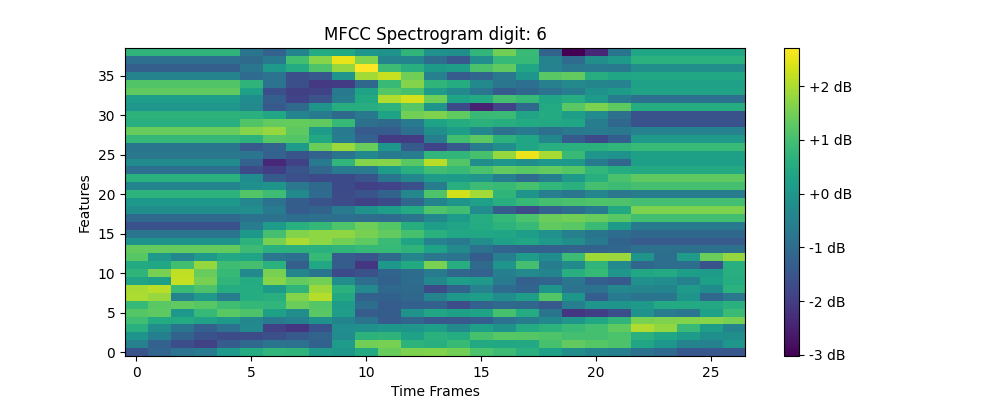 MFCC Spectrogram digit: 6
Features
35
30
25
20
15
10
5
0
0 5 10 15 20 25
Time Frames
+2 dB
+1 dB
+0 dB
-1 dB
-2 dB
-3 dB